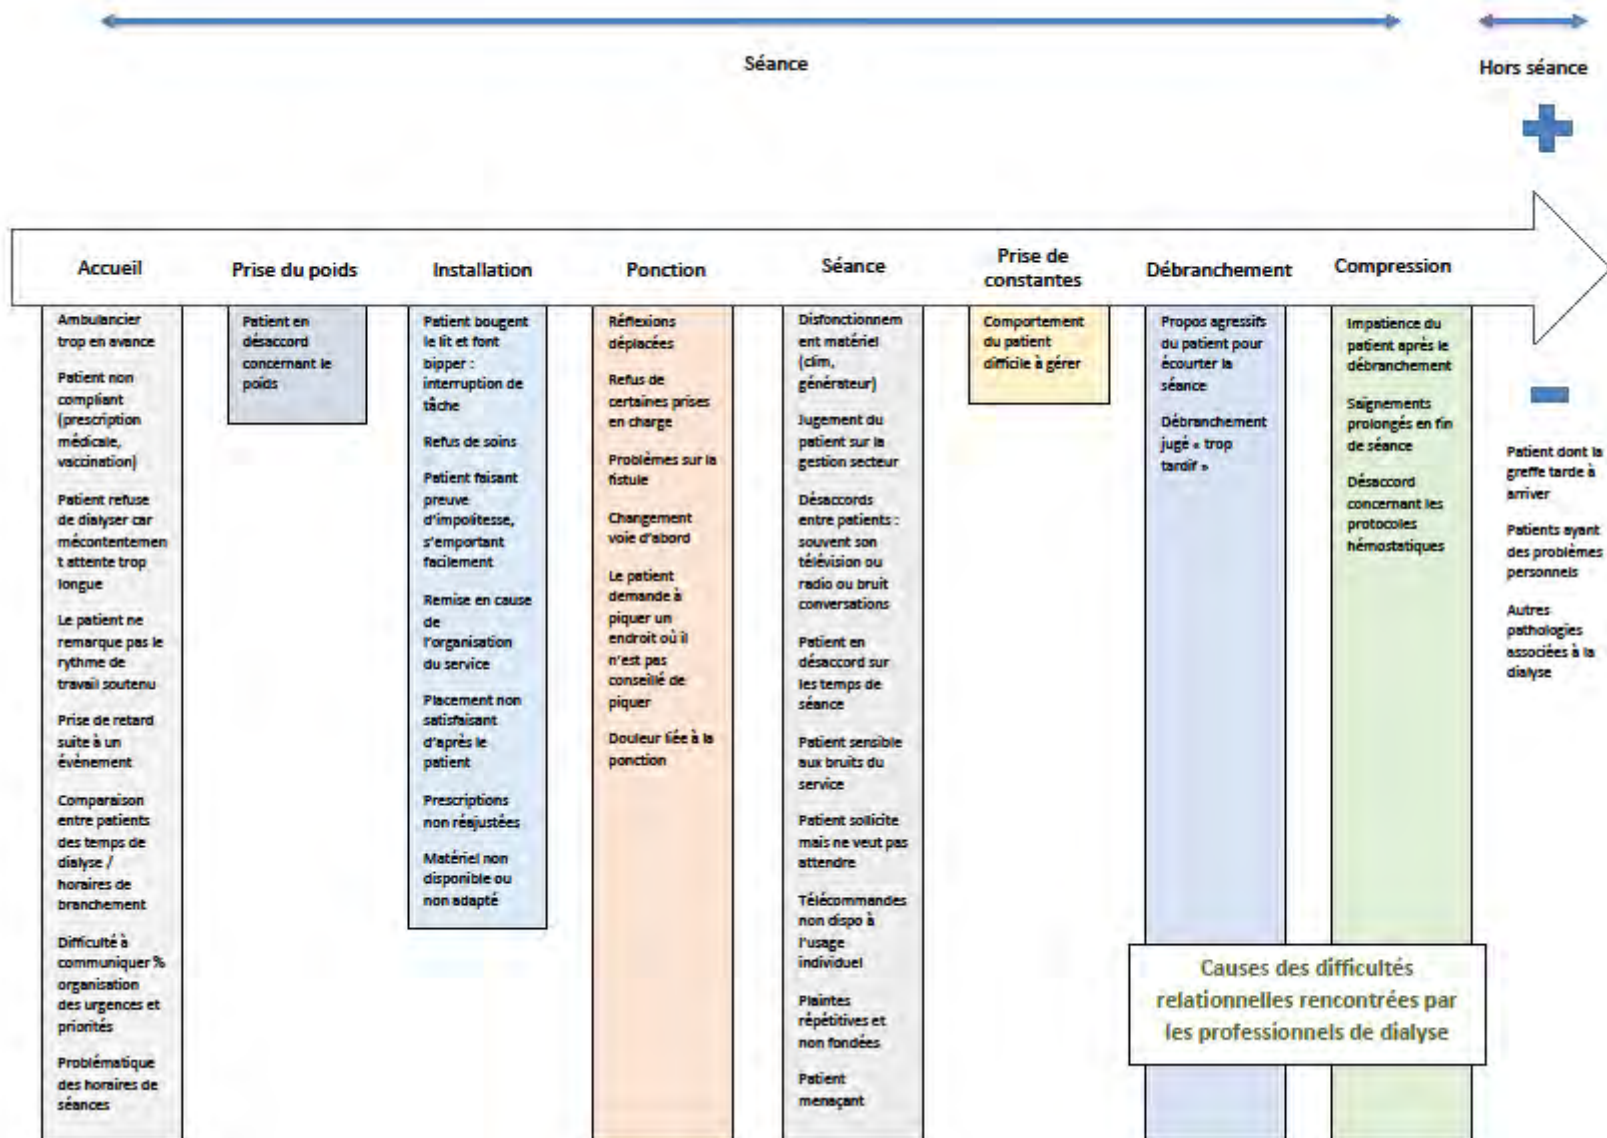 Séance
Hors séance
Accueil
Prise du poids
Installation
Ponction
Séance
Prise de
constantes
Débranchement
Compression
Ambulancier
trop en avance
Patient non
compliant
(prescription
médicale,
vaccination)
Patient refuse
de dialyser car
mécontentemen
t attente trop
longue
Le patient ne
remarque pas le
rythme de
travail soutenu
Prise de retard
suite à un
évènement
Comparaison
entre patients
des temps de
dialyse /
horaires de
branchement
Difficulté à
communiquer %
organisation
des urgences et
priorités
Problématique
des horaires de
séances
Patient en
désaccord
concernant le
poids
Patient bougent
le lit et font
bipper :
interruption de
tâche
Refus de soins
Patient faisant
preuve
d'impolitesse,
s'emportant
facilement
Remise en cause
de
l'organisation
du service
Placement non
satisfaisant
d'après le
patient
Prescriptions
non réajustées
Matériel non
disponible ou
non adapté
Réflexions
déplacées
Refus de
certaines prises
en charge
Problèmes sur la
fistule
Changement
voie d'abord
Le patient
demande à
piquer un
endroit où il
n'est pas
conseillé de
piquer
Douleur liée à la
ponction
Disfonctionnem
ent matériel
(clim,
générateur)
Jugement du
patient sur la
gestion secteur
Désaccords
entre patients :
souvent son
télévision ou
radio ou bruit
conversations
Patient en
désaccord sur
les temps de
séance
Patient sensible
aux bruits du
service
Patient sollicite
mais ne veut pas
attendre
Télécommandes
non dispo à
l'usage
individuel
Plaintes
répétitives et
non fondées
Patient
menaçant
Comportement
du patient
difficile à gérer
Propos agressifs
du patient pour
écourter la
séance
Débranchement
jugé « trop
tardif »
Impatience du
patient après le
débranchement
Saignements
prolongés en fin
de séance
Désaccord
concernant les
protocoles
hémostatiques
Patient dont la
greffe tarde à
arriver
Patients ayant
des problèmes
personnels
Autres
pathologies
associées à la
dialyse
Causes des difficultés
relationnelles rencontrées par
les professionnels de dialyse